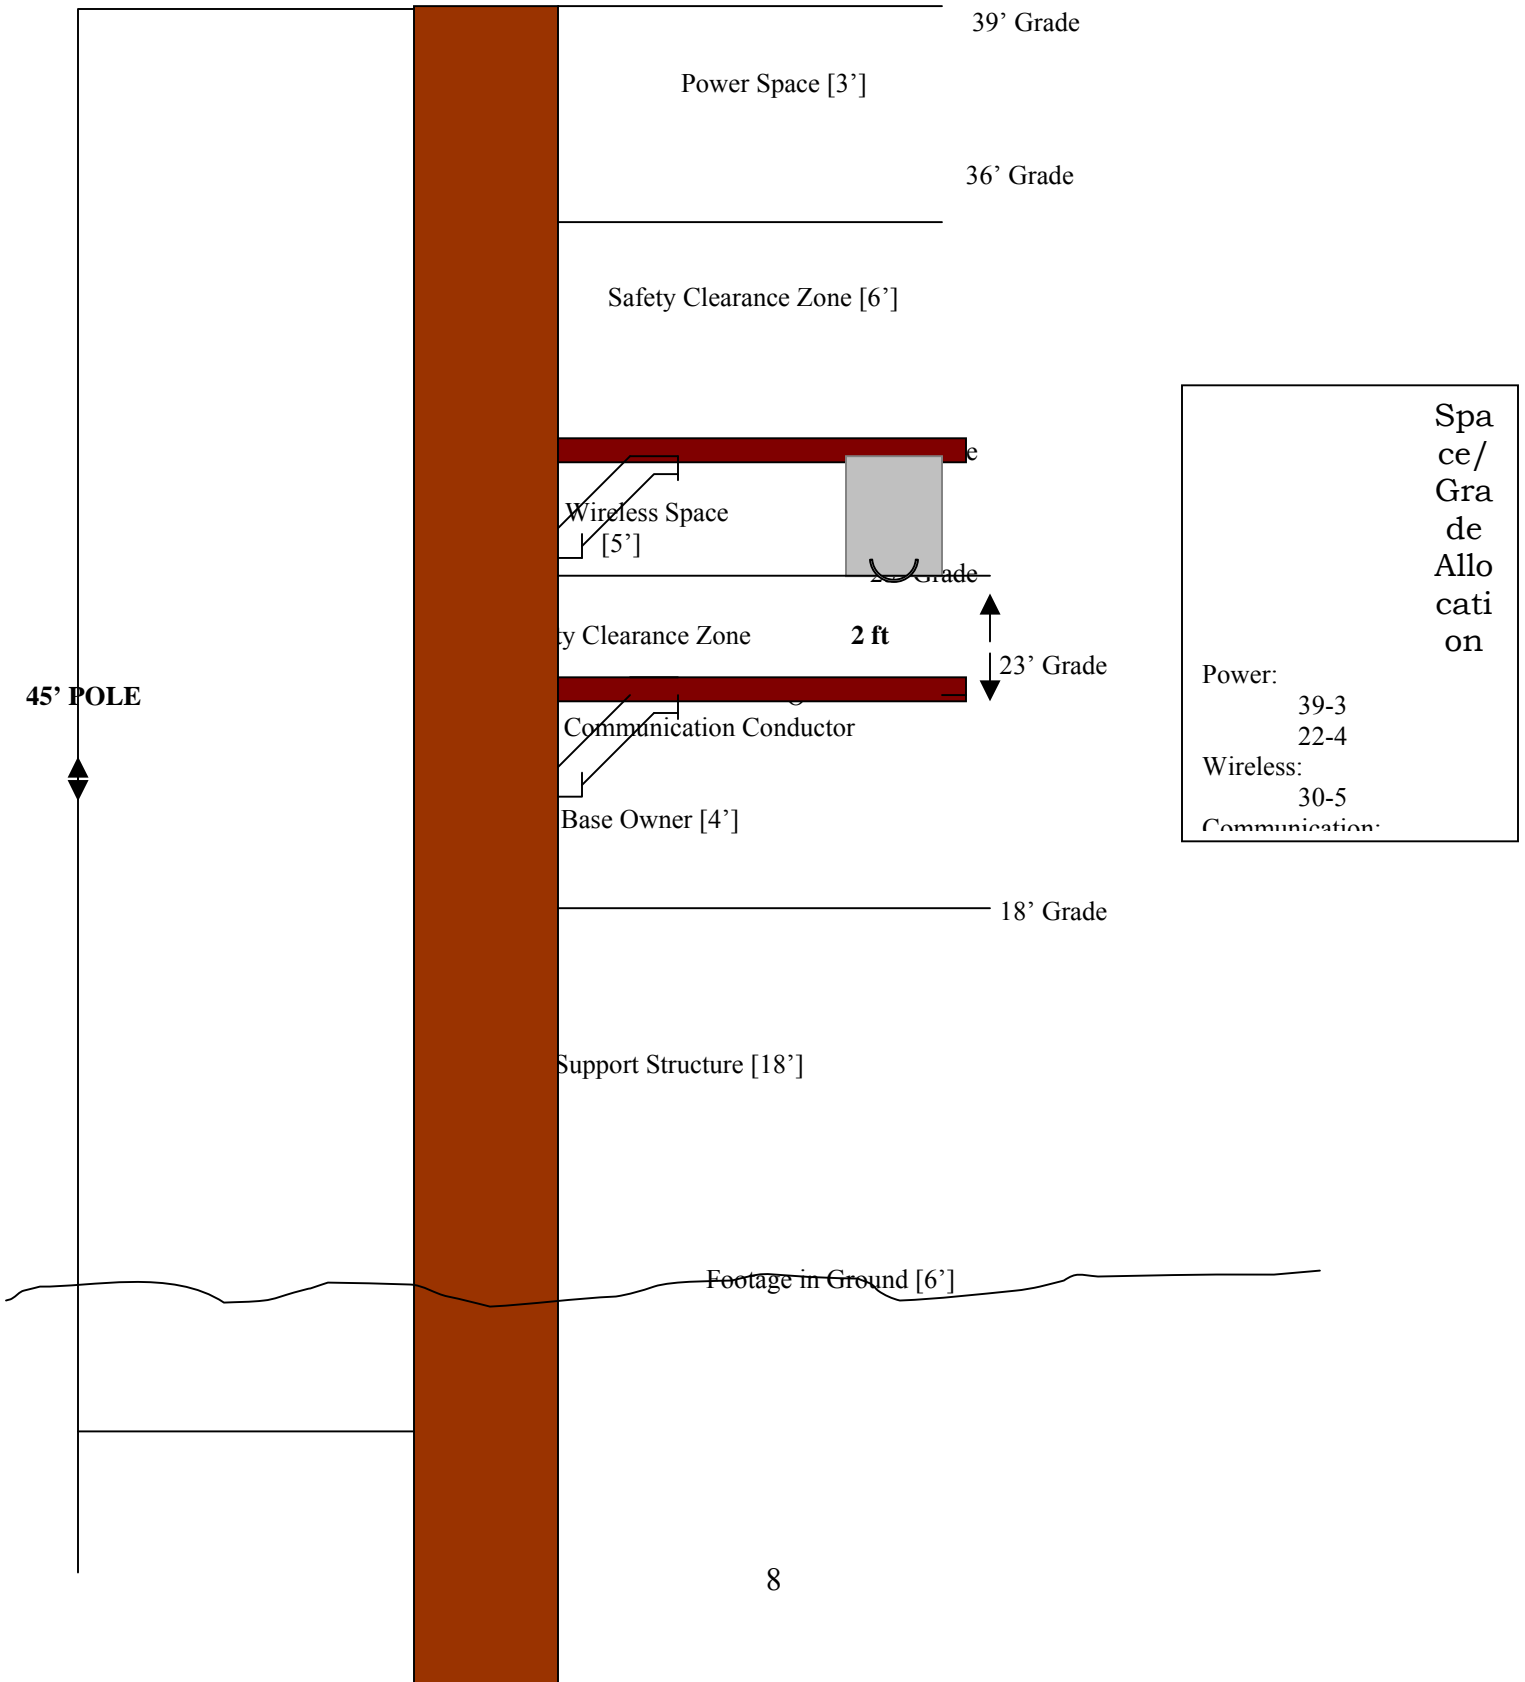 39’ Grade
Power Space [3’]
36’ Grade
Safety Clearance Zone [6’]
Wireless Space
[5’]
Grade
Clearance Zone 2 ft
23’ Grade
45’ POLE
Communication Conductor
Base Owner [4’]
18’ Grade
Support Structure [18’]
Footage in Ground [6’]
Spa
ce/
Gra
de
Allo
cati
on
Power:
39-3
22-4
Wireless:
30-5
Communication:
8